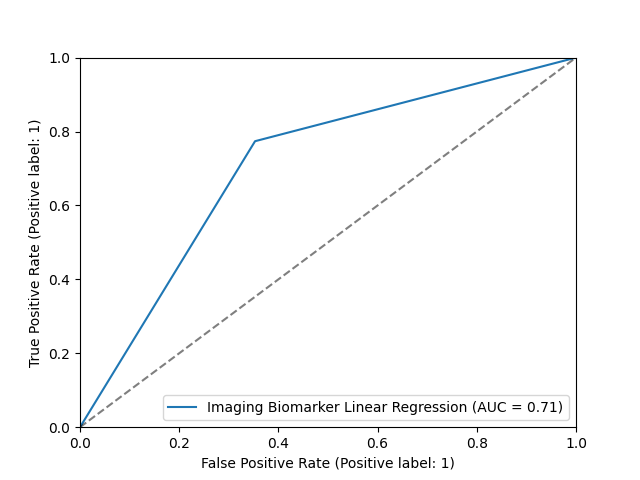 1.0
0.8
0.6
0.4
0.2
0.0
True Positive Rate (Positive label: 1)
Imaging Biomarker Linear Regression (AUC = 0.71)
0.0 0.2 0.4 0.6 0.8 1.0
False Positive Rate (Positive label: 1)